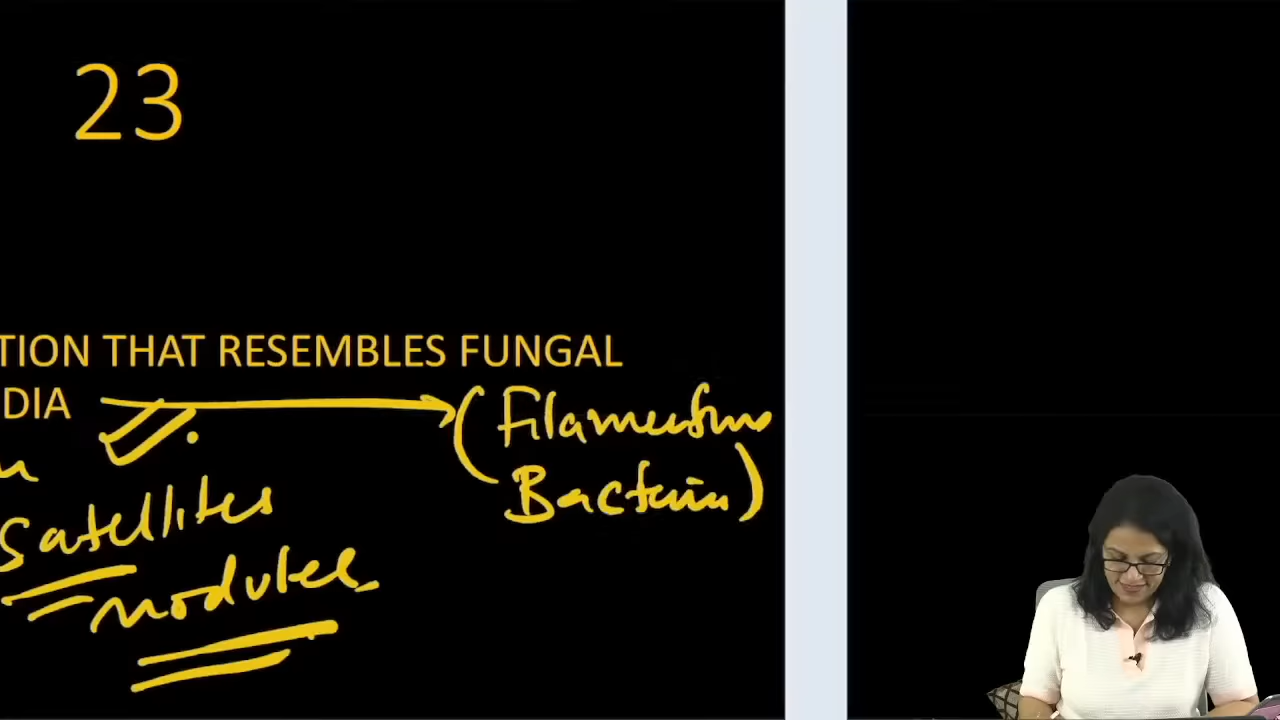 23
TION THAT RESEMBLES FUNGAL
DIA
(Filamentous
Bacteria)
Satellites
nodules